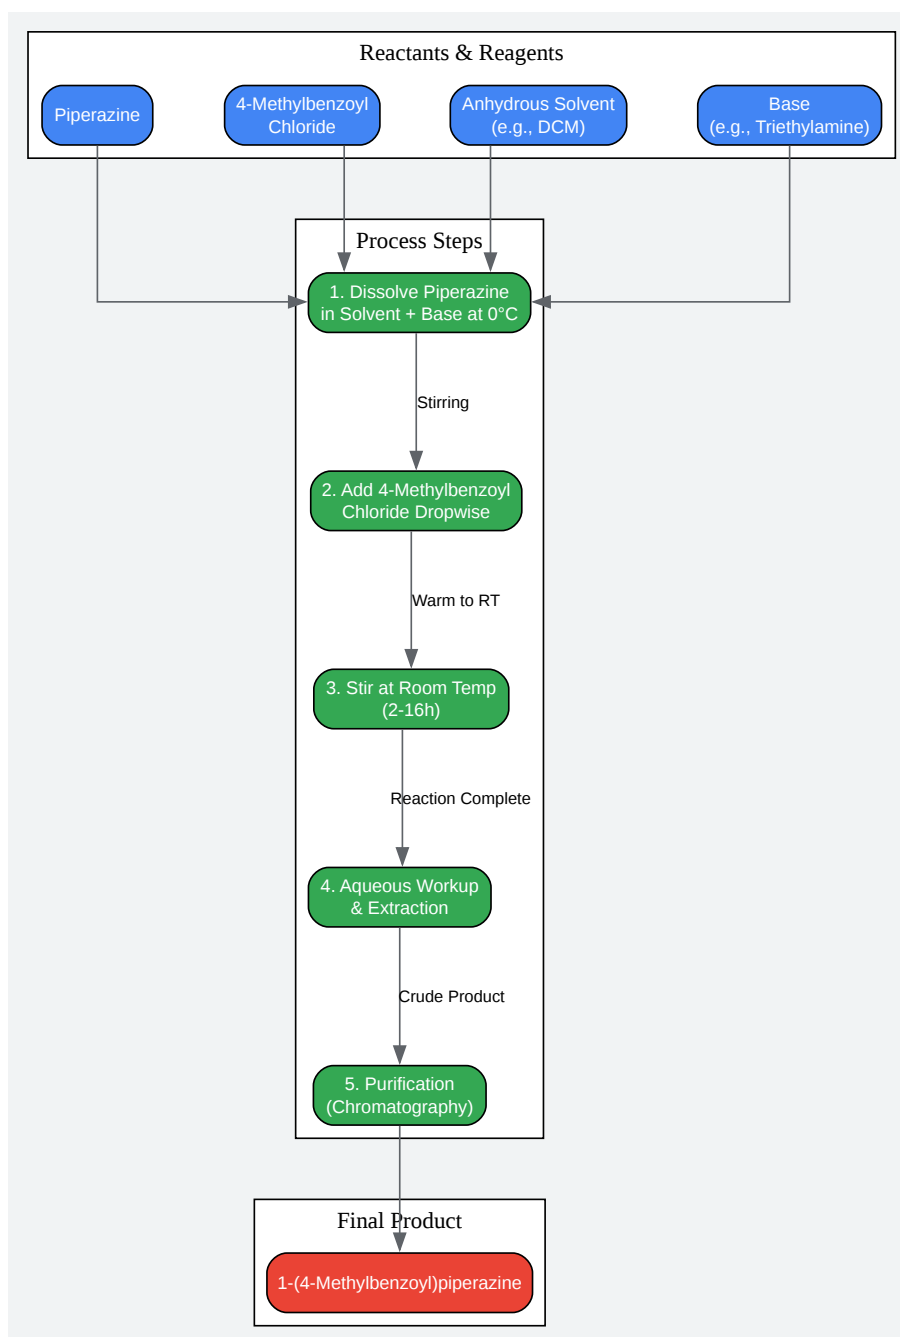 Reactants & Reagents
Piperazine
4-Methylbenzoyl
Chloride
Anhydrous Solvent
(e.g., DCM)
Base
(e.g., Triethylamine)
Process Steps
1. Dissolve Piperazine
in Solvent + Base at 0°C
Stirring
2. Add 4-Methylbenzoyl
Chloride Dropwise
Warm to RT
3. Stir at Room Temp
(2-16h)
Reaction Complete
4. Aqueous Workup
& Extraction
Crude Product
5. Purification
(Chromatography)
Final Product
1-(4-Methylbenzoyl)piperazine